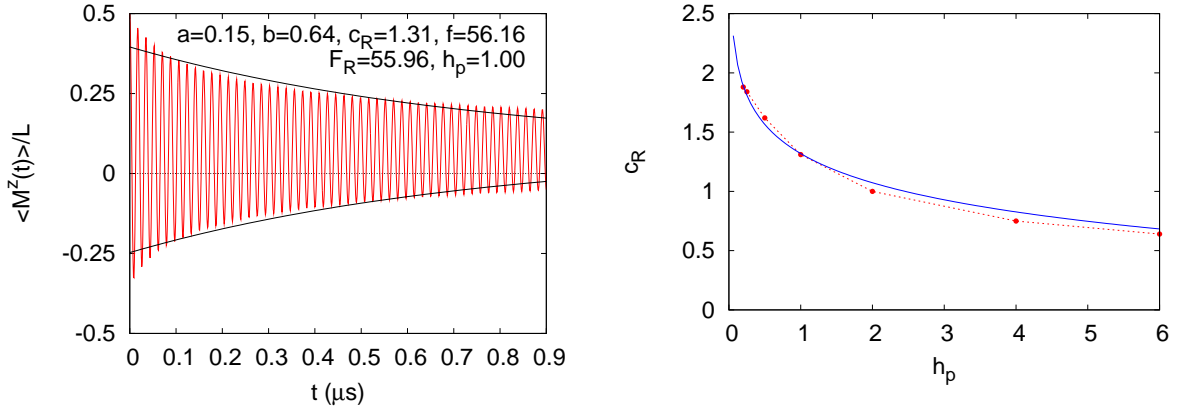 a=0.15, b=0.64, c_R=1.31, f=56.16
F_R=55.96, h_p=1.00
0.5
0.25
0
-0.25
-0.5
<M^z(t)>/L
0 0.1 0.2 0.3 0.4 0.5 0.6 0.7 0.8 0.9
t (μs)
2.5
2
1.5
1
0.5
0
c_R
0 1 2 3 4 5 6
h_p